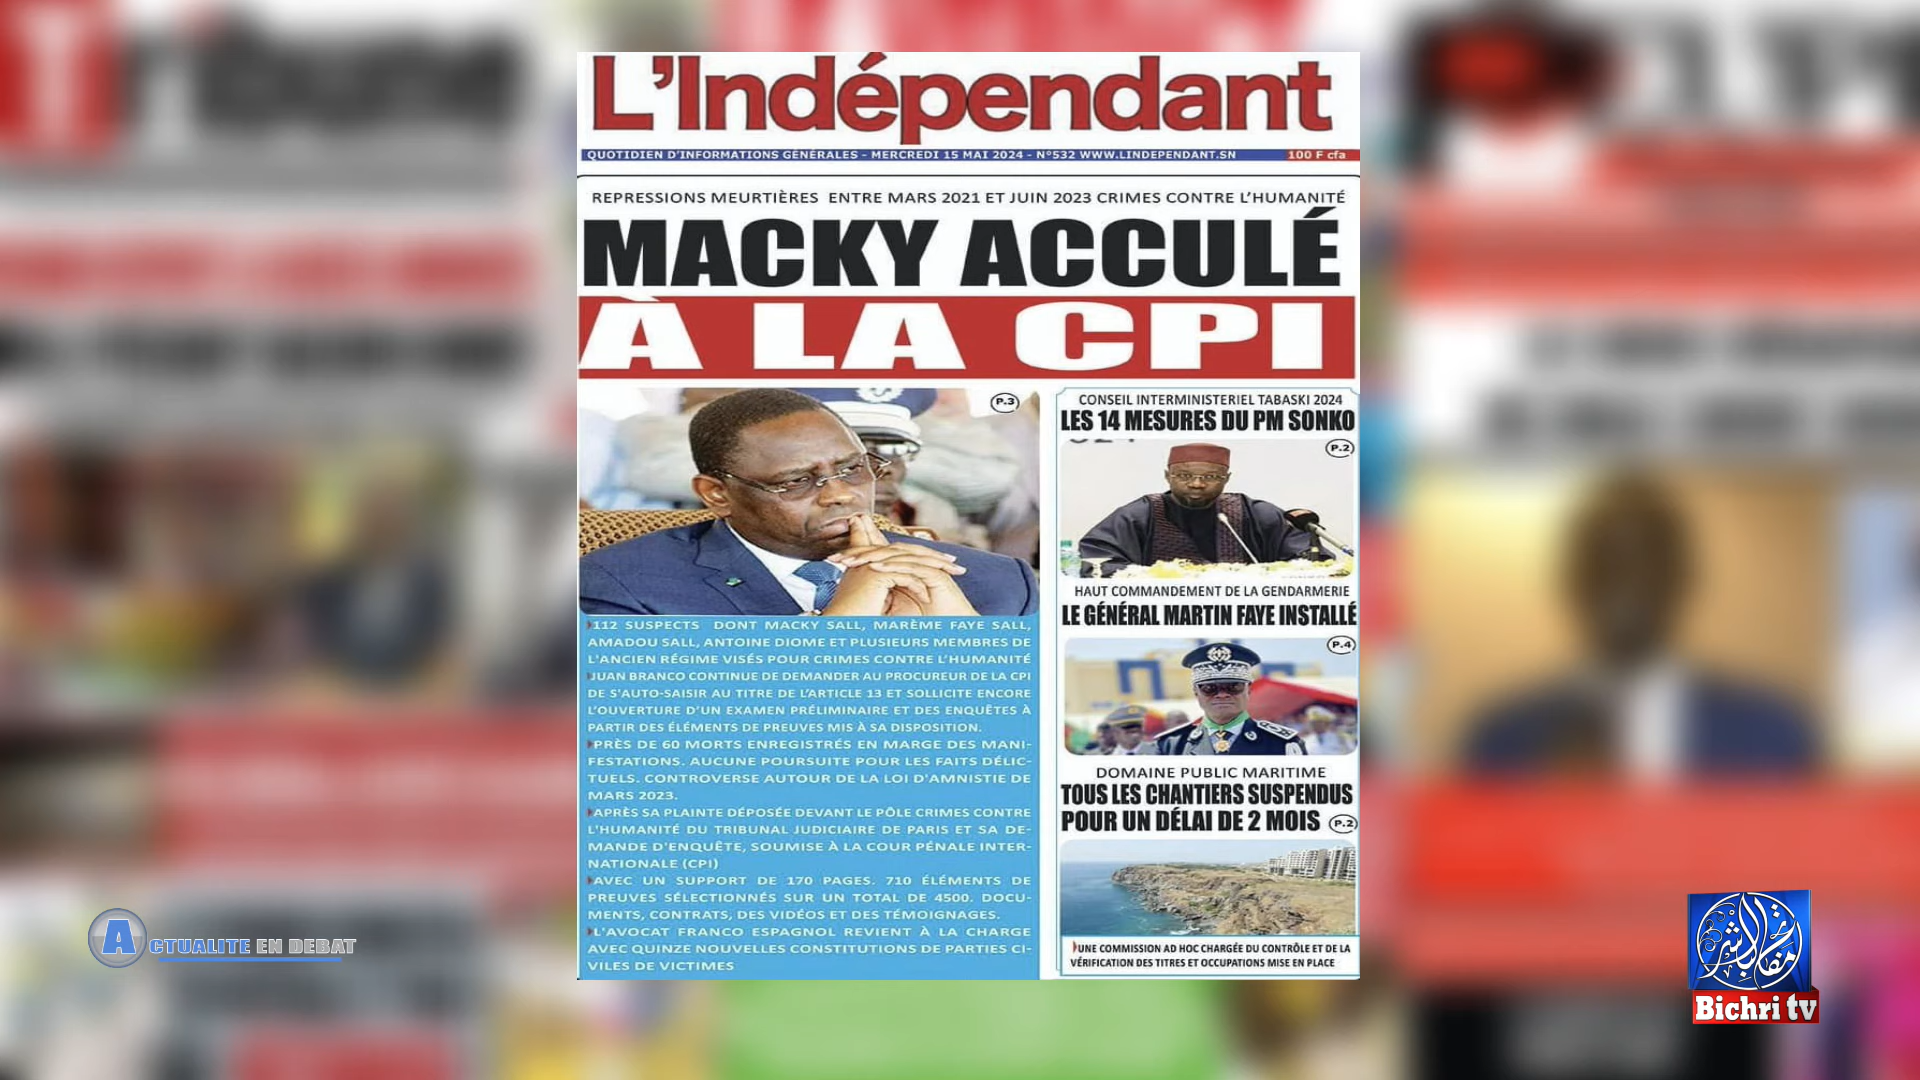 L'Indépendant
QUOTIDIEN D'INFORMATIONS GÉNÉRALES - MERCREDI 15 MAI 2024 - N°532 WWW.LINDEPENDANT.SN 100 F cfa
REPRESSIONS MEURTIÈRES ENTRE MARS 2021 ET JUIN 2023 CRIMES CONTRE L'HUMANITÉ
MACKY ACCULÉ
À LA CPI
P.3
112 SUSPECTS DONT MACKY SALL, MARÈME FAYE SALL,
AMADOU SALL, ANTOINE DIOME ET PLUSIEURS MEMBRES DE
L'ANCIEN RÉGIME VISÉS POUR CRIMES CONTRE L'HUMANITÉ
JUAN BRANCO CONTINUE DE DEMANDER AU PROCUREUR DE LA CPI
DE S'AUTO-SAISIR AU TITRE DE L'ARTICLE 13 ET SOLLICITE ENCORE
L'OUVERTURE D'UN EXAMEN PRÉLIMINAIRE ET DES ENQUÊTES À
PARTIR DES ÉLÉMENTS DE PREUVES MIS À SA DISPOSITION.
PRÈS DE 60 MORTS ENREGISTRÉS EN MARGE DES MANI-
FESTATIONS. AUCUNE POURSUITE POUR LES FAITS DÉLIC-
TUELS. CONTROVERSE AUTOUR DE LA LOI D'AMNISTIE DE
MARS 2023.
APRÈS SA PLAINTE DÉPOSÉE DEVANT LE PÔLE CRIMES CONTRE
L'HUMANITÉ DU TRIBUNAL JUDICIAIRE DE PARIS ET SA DE-
MANDE D'ENQUÊTE, SOUMISE À LA COUR PÉNALE INTER-
NATIONALE (CPI)
AVEC UN SUPPORT DE 170 PAGES. 710 ÉLÉMENTS DE
PREUVES SÉLECTIONNÉS SUR UN TOTAL DE 4500. DOCU-
MENTS, CONTRATS, DES VIDÉOS ET DES TÉMOIGNAGES.
L'AVOCAT FRANCO ESPAGNOL REVIENT À LA CHARGE
AVEC QUINZE NOUVELLES CONSTITUTIONS DE PARTIES CI-
VILES DE VICTIMES
CONSEIL INTERMINISTERIEL TABASKI 2024
LES 14 MESURES DU PM SONKO
P.2
HAUT COMMANDEMENT DE LA GENDARMERIE
LE GÉNÉRAL MARTIN FAYE INSTALLÉ
P.4
DOMAINE PUBLIC MARITIME
TOUS LES CHANTIERS SUSPENDUS
POUR UN DÉLAI DE 2 MOIS P.2
UNE COMMISSION AD HOC CHARGÉE DU CONTRÔLE ET DE LA
VÉRIFICATION DES TITRES ET OCCUPATIONS MISE EN PLACE
ACTUALITE EN DEBAT
Bichri tv